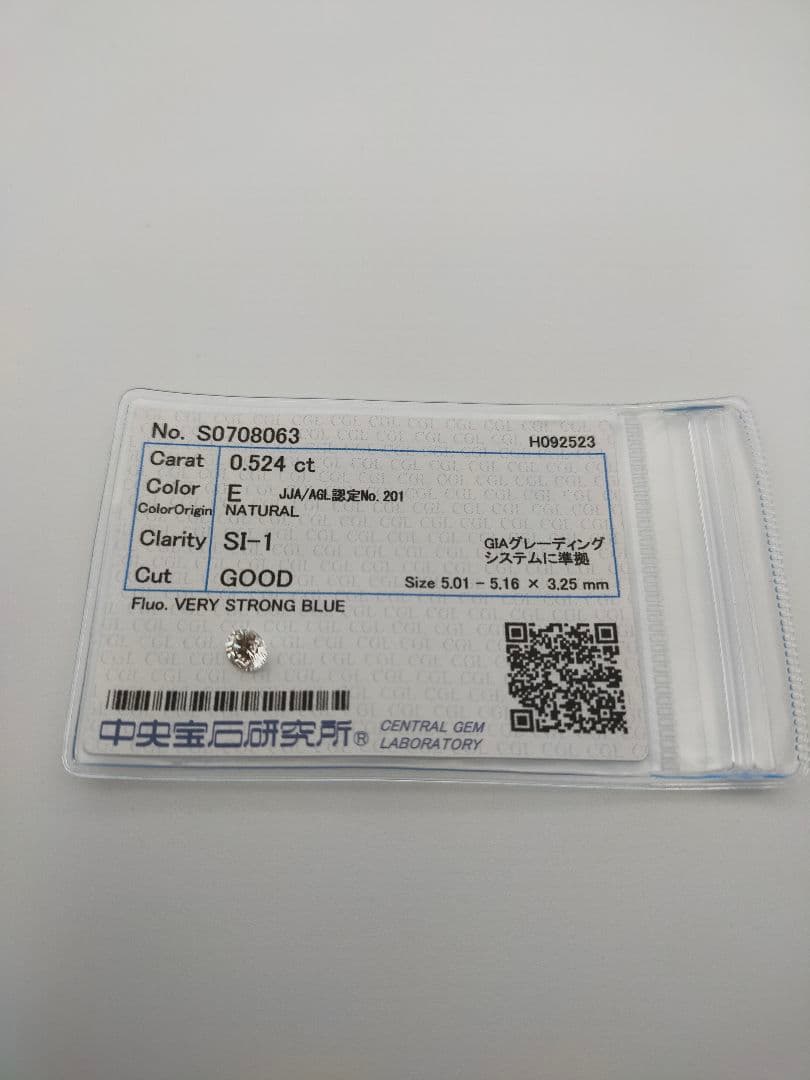 No. S0708063
H092523
Carat 0.524 ct
Color E JJA/AGL認定No. 201
ColorOrigin NATURAL
Clarity SI-1
GIAグレーディング
システムに準拠
Cut GOOD Size 5.01 - 5.16 × 3.25 mm
Fluo. VERY STRONG BLUE
中央宝石研究所® CENTRAL GEM
LABORATORY